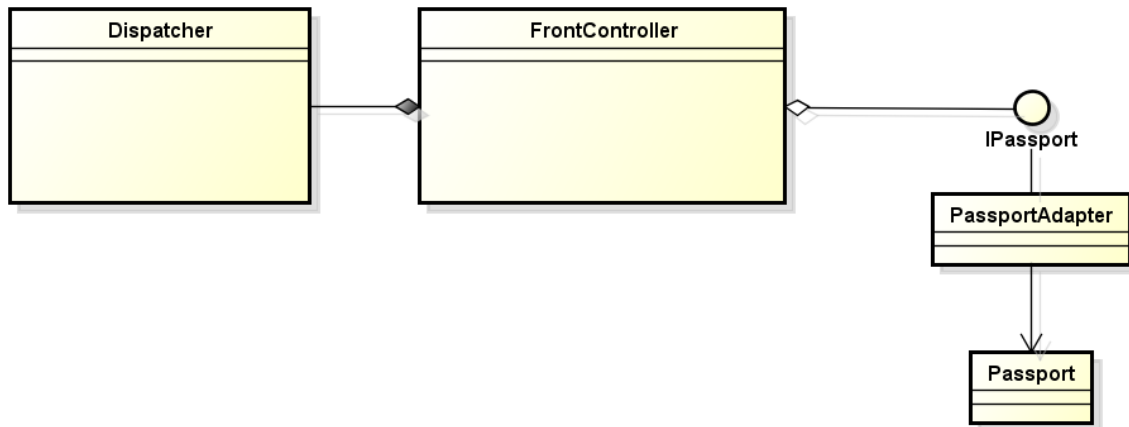 Dispatcher
FrontController
IPassport
PassportAdapter
Passport